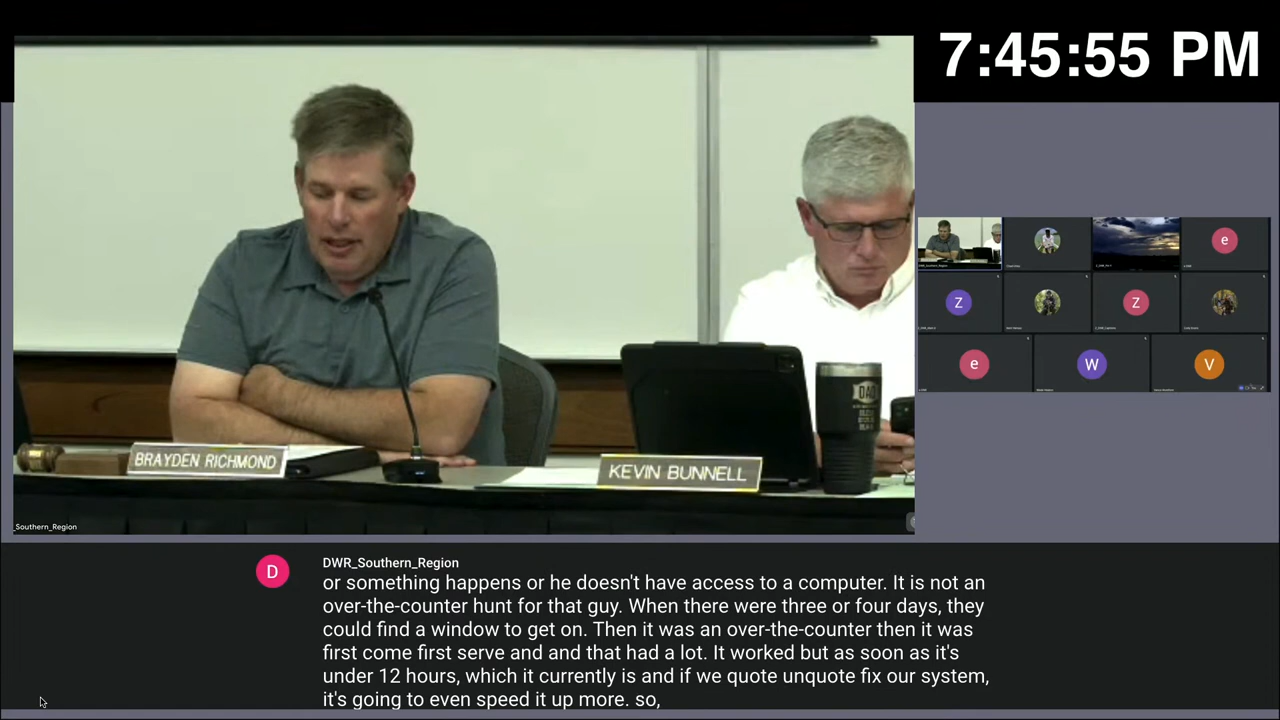 7:45:55 PM
BRAYDEN RICHMOND
KEVIN BUNNELL
DAD
_Southern_Region
DWR_Southern_Region
e
Z
Z
e
W
V
D
DWR_Southern_Region
or something happens or he doesn't have access to a computer. It is not an
over-the-counter hunt for that guy. When there were three or four days, they
could find a window to get on. Then it was an over-the-counter then it was
first come first serve and and that had a lot. It worked but as soon as it's
under 12 hours, which it currently is and if we quote unquote fix our system,
it's going to even speed it up more. so,